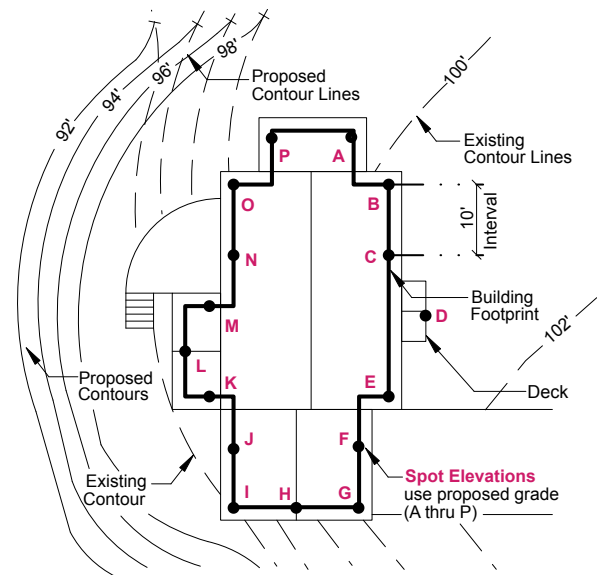 98'
96'
94'
92'
Proposed
Contour Lines
100'
Existing
Contour Lines
P
A
O
B
10'
Interval
N
C
Building
Footprint
D
M
102'
L
Proposed
Contours
K
E
Deck
J
F
Existing
Contour
I
H
G
Spot Elevations
use proposed grade
(A thru P)